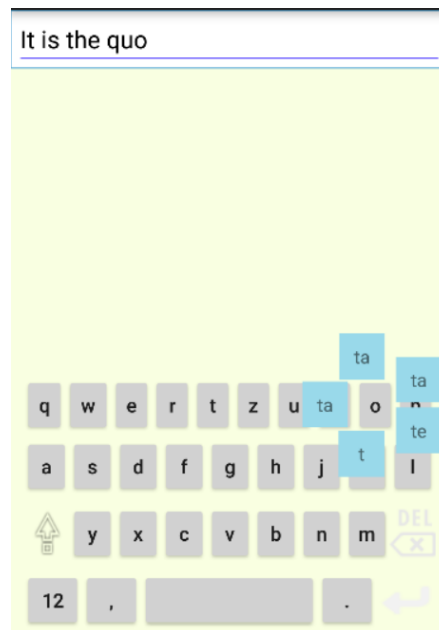 It is the quo
ta
ta
q w e r t z u ta o
te
a s d f g h j t l
y x c v b n m DEL
12 , .